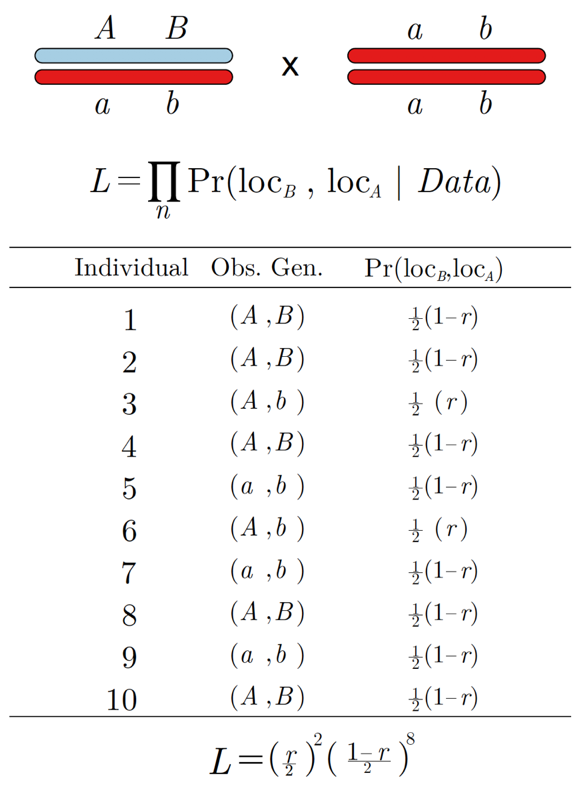 A B a b
x
a b a b
L=∏ₙ Pr(loc_B , loc_A | Data)
Individual Obs. Gen. Pr(loc_B,loc_A)
1 (A ,B) ½(1–r)
2 (A ,B) ½(1–r)
3 (A ,b ) ½ (r)
4 (A ,B) ½(1–r)
5 (a ,b ) ½(1–r)
6 (A ,b ) ½ (r)
7 (a ,b ) ½(1–r)
8 (A ,B) ½(1–r)
9 (a ,b ) ½(1–r)
10 (A ,B) ½(1–r)
L=(r/2)²((1–r)/2)⁸